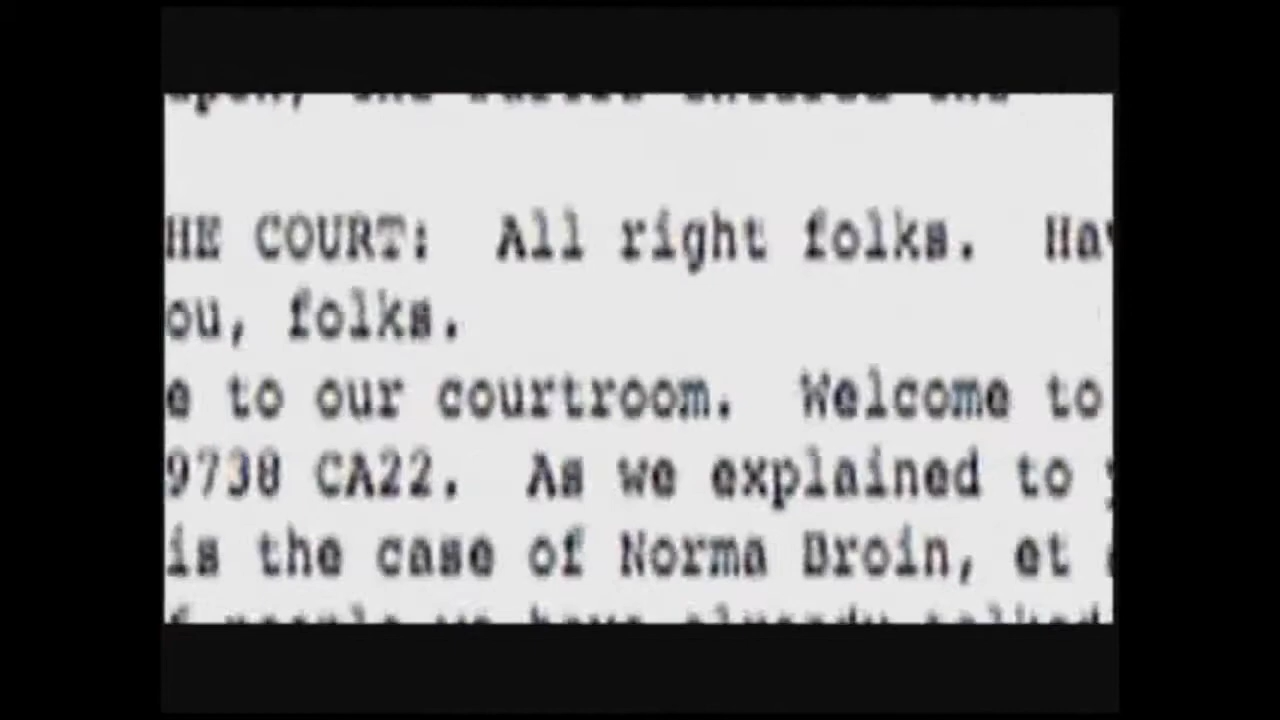 HE COURT:  All right folks.  Hav
ou, folks.
e to our courtroom.  Welcome to
9738 CA22.  As we explained to
is the case of Norma Broin, et